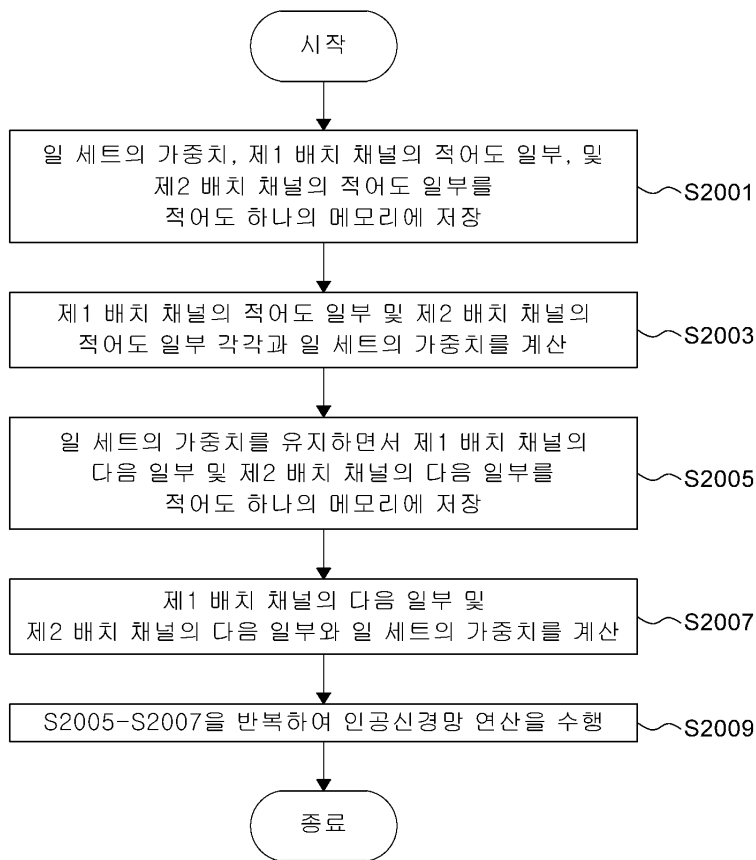 시작
일 세트의 가중치, 제1 배치 채널의 적어도 일부, 및
제2 배치 채널의 적어도 일부를
적어도 하나의 메모리에 저장
S2001
제1 배치 채널의 적어도 일부 및 제2 배치 채널의
적어도 일부 각각과 일 세트의 가중치를 계산
S2003
일 세트의 가중치를 유지하면서 제1 배치 채널의
다음 일부 및 제2 배치 채널의 다음 일부를
적어도 하나의 메모리에 저장
S2005
제1 배치 채널의 다음 일부 및
제2 배치 채널의 다음 일부와 일 세트의 가중치를 계산
S2007
S2005-S2007을 반복하여 인공신경망 연산을 수행
S2009
종료